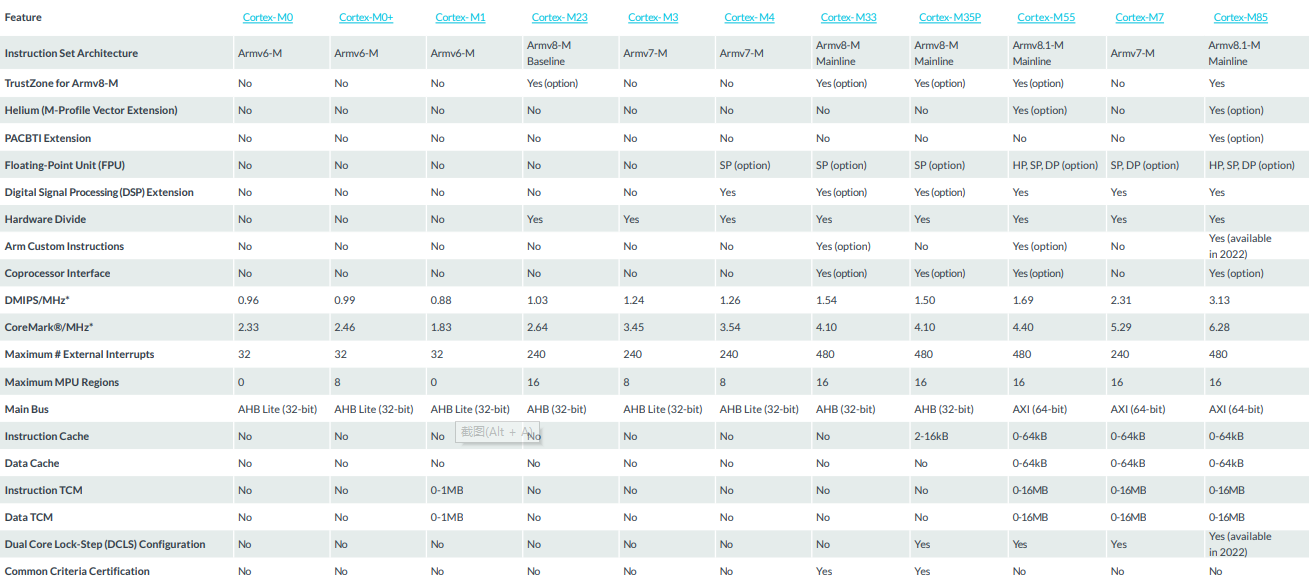 Feature Cortex-M0 Cortex-M0+ Cortex-M1 Cortex-M23 Cortex-M3 Cortex-M4 Cortex-M33 Cortex-M35P Cortex-M55 Cortex-M7 Cortex-M85
Instruction Set Architecture Armv6-M Armv6-M Armv6-M Armv8-M Baseline Armv7-M Armv7-M Armv8-M Mainline Armv8-M Mainline Armv8.1-M Mainline Armv7-M Armv8.1-M Mainline
TrustZone for Armv8-M No No No Yes (option) No No Yes (option) Yes (option) Yes (option) No Yes
Helium (M-Profile Vector Extension) No No No No No No No No Yes (option) No Yes (option)
PACBTI Extension No No No No No No No No No No Yes (option)
Floating-Point Unit (FPU) No No No No No SP (option) SP (option) SP (option) HP, SP, DP (option) SP, DP (option) HP, SP, DP (option)
Digital Signal Processing (DSP) Extension No No No No No Yes Yes (option) Yes (option) Yes Yes Yes
Hardware Divide No No No Yes Yes Yes Yes Yes Yes Yes Yes
Arm Custom Instructions No No No No No No Yes (option) No Yes (option) No Yes (available in 2022)
Coprocessor Interface No No No No No No Yes (option) Yes (option) Yes (option) No Yes (option)
DMIPS/MHz* 0.96 0.99 0.88 1.03 1.24 1.26 1.54 1.50 1.69 2.31 3.13
CoreMark®/MHz* 2.33 2.46 1.83 2.64 3.45 3.54 4.10 4.10 4.40 5.29 6.28
Maximum # External Interrupts 32 32 32 240 240 240 480 480 480 240 480
Maximum MPU Regions 0 8 0 16 8 8 16 16 16 16 16
Main Bus AHB Lite (32-bit) AHB Lite (32-bit) AHB Lite (32-bit) AHB (32-bit) AHB Lite (32-bit) AHB Lite (32-bit) AHB (32-bit) AHB (32-bit) AXI (64-bit) AXI (64-bit) AXI (64-bit)
Instruction Cache No No No 截图(Alt + A) No No No No 2-16kB 0-64kB 0-64kB 0-64kB
Data Cache No No No No No No No No 0-64kB 0-64kB 0-64kB
Instruction TCM No No 0-1MB No No No No No 0-16MB 0-16MB 0-16MB
Data TCM No No 0-1MB No No No No No 0-16MB 0-16MB 0-16MB
Dual Core Lock-Step (DCLS) Configuration No No No No No No No Yes Yes Yes Yes (available in 2022)
Common Criteria Certification No No No No No No Yes Yes No No No